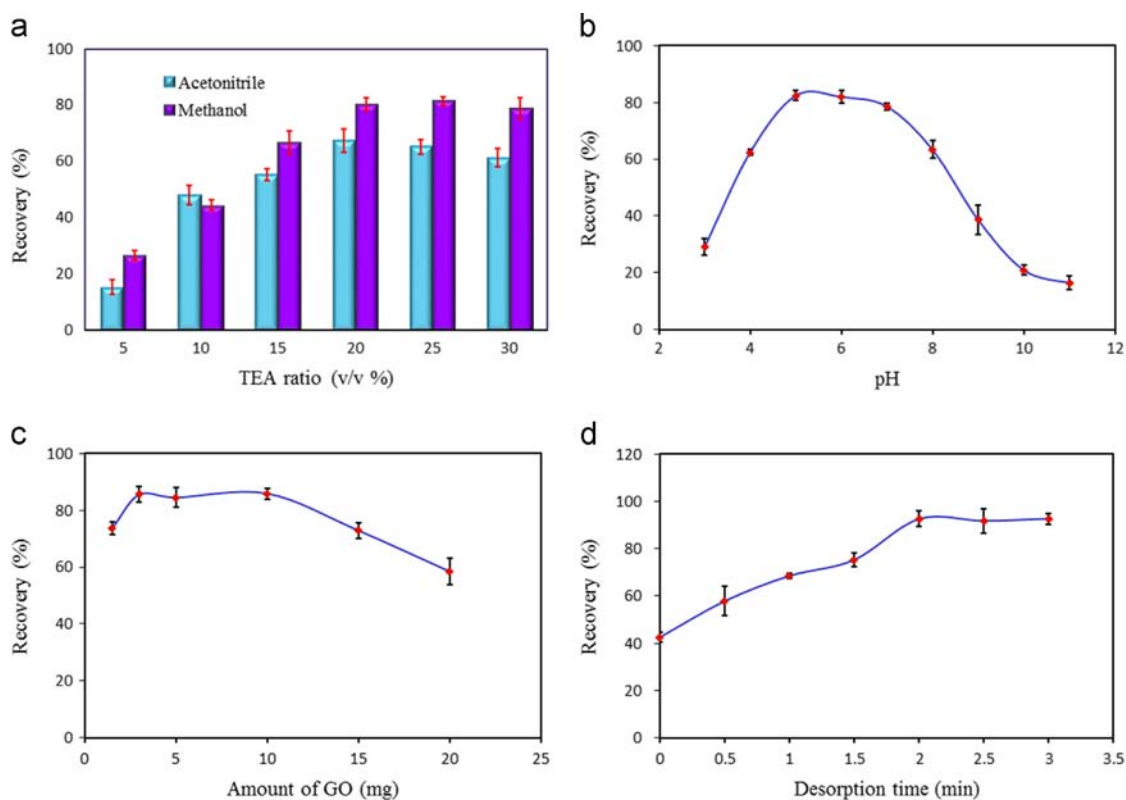 a
100
80
60
40
20
0
Recovery (%)
Acetonitrile
Methanol
5 10 15 20 25 30
TEA ratio (v/v %)
b
100
80
60
40
20
0
Recovery (%)
2 4 6 8 10 12
pH
c
100
80
60
40
20
0
Recovery (%)
0 5 10 15 20 25
Amount of GO (mg)
d
120
100
80
60
40
20
0
Recovery (%)
0 0.5 1 1.5 2 2.5 3 3.5
Desorption time (min)